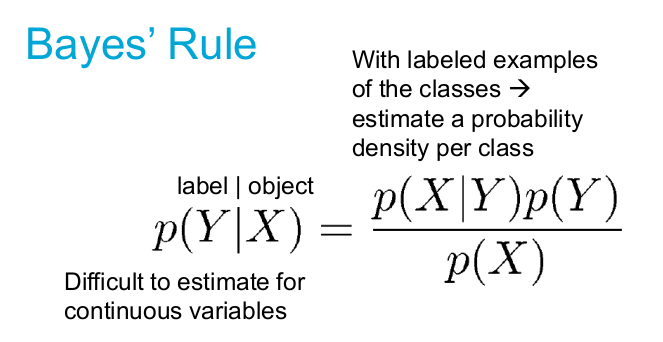 Bayes’ Rule
With labeled examples
of the classes →
estimate a probability
density per class
label | object
p(Y|X) = p(X|Y)p(Y) / p(X)
Difficult to estimate for
continuous variables